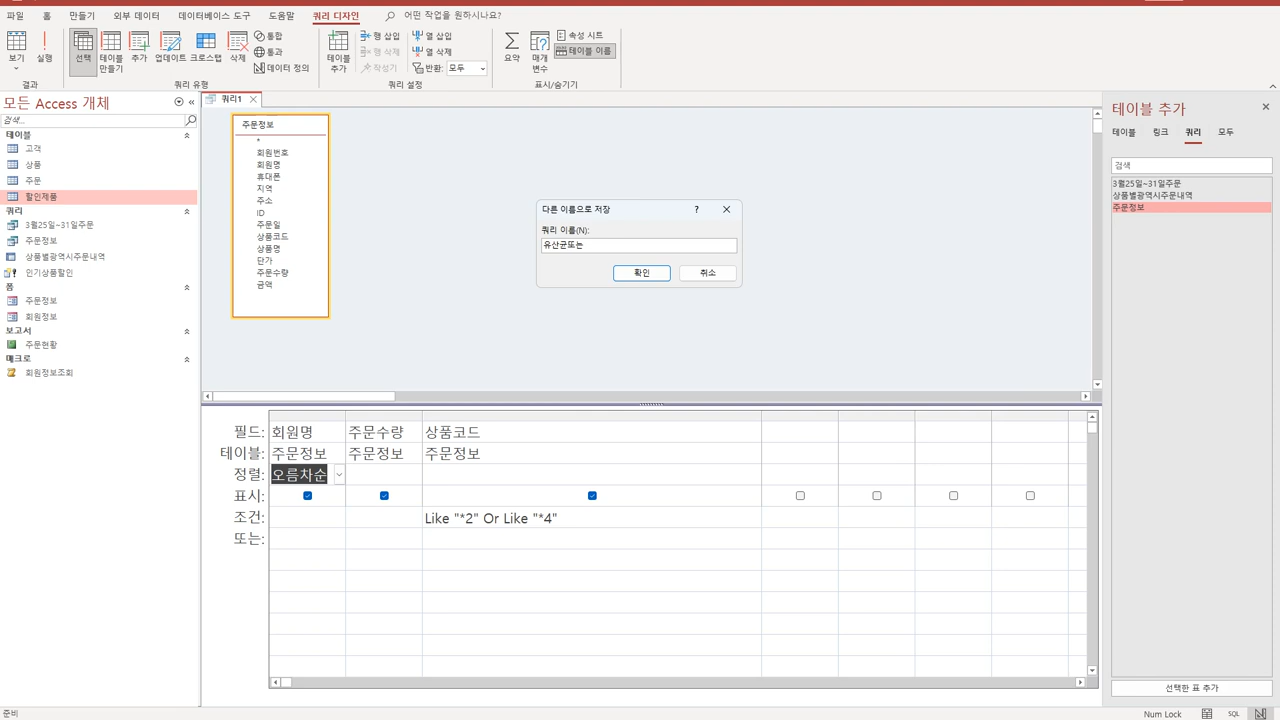 파일 홈 만들기 외부 데이터 데이터베이스 도구 도움말 쿼리 디자인 어떤 작업을 원하시나요?
보기 실행 선택 테이블 만들기 추가 업데이트 크로스탭 삭제 통합 통과 데이터 정의 테이블 추가 행 삽입 행 삭제 작성기 열 삽입 열 삭제 반환: 모두 요약 매개 변수 속성 시트 테이블 이름
결과 쿼리 유형 쿼리 설정 표시/숨기기
모든 Access 개체
검색...
테이블
고객
상품
주문
할인제품
쿼리
3월25일~31일주문
주문정보
상품별광역시주문내역
인기상품할인
폼
주문정보
회원정보
보고서
주문현황
매크로
회원정보조회
쿼리1
주문정보
*
회원번호
회원명
휴대폰
지역
주소
ID
주문일
상품코드
상품명
단가
주문수량
금액
다른 이름으로 저장 ?
쿼리 이름(N):
유산균또는
확인 취소
필드: 회원명 주문수량 상품코드
테이블: 주문정보 주문정보 주문정보
정렬: 오름차순
표시:
조건: Like "*2" Or Like "*4"
또는:
테이블 추가
테이블 링크 쿼리 모두
검색
3월25일~31일주문
상품별광역시주문내역
주문정보
선택한 표 추가
준비 Num Lock SQL